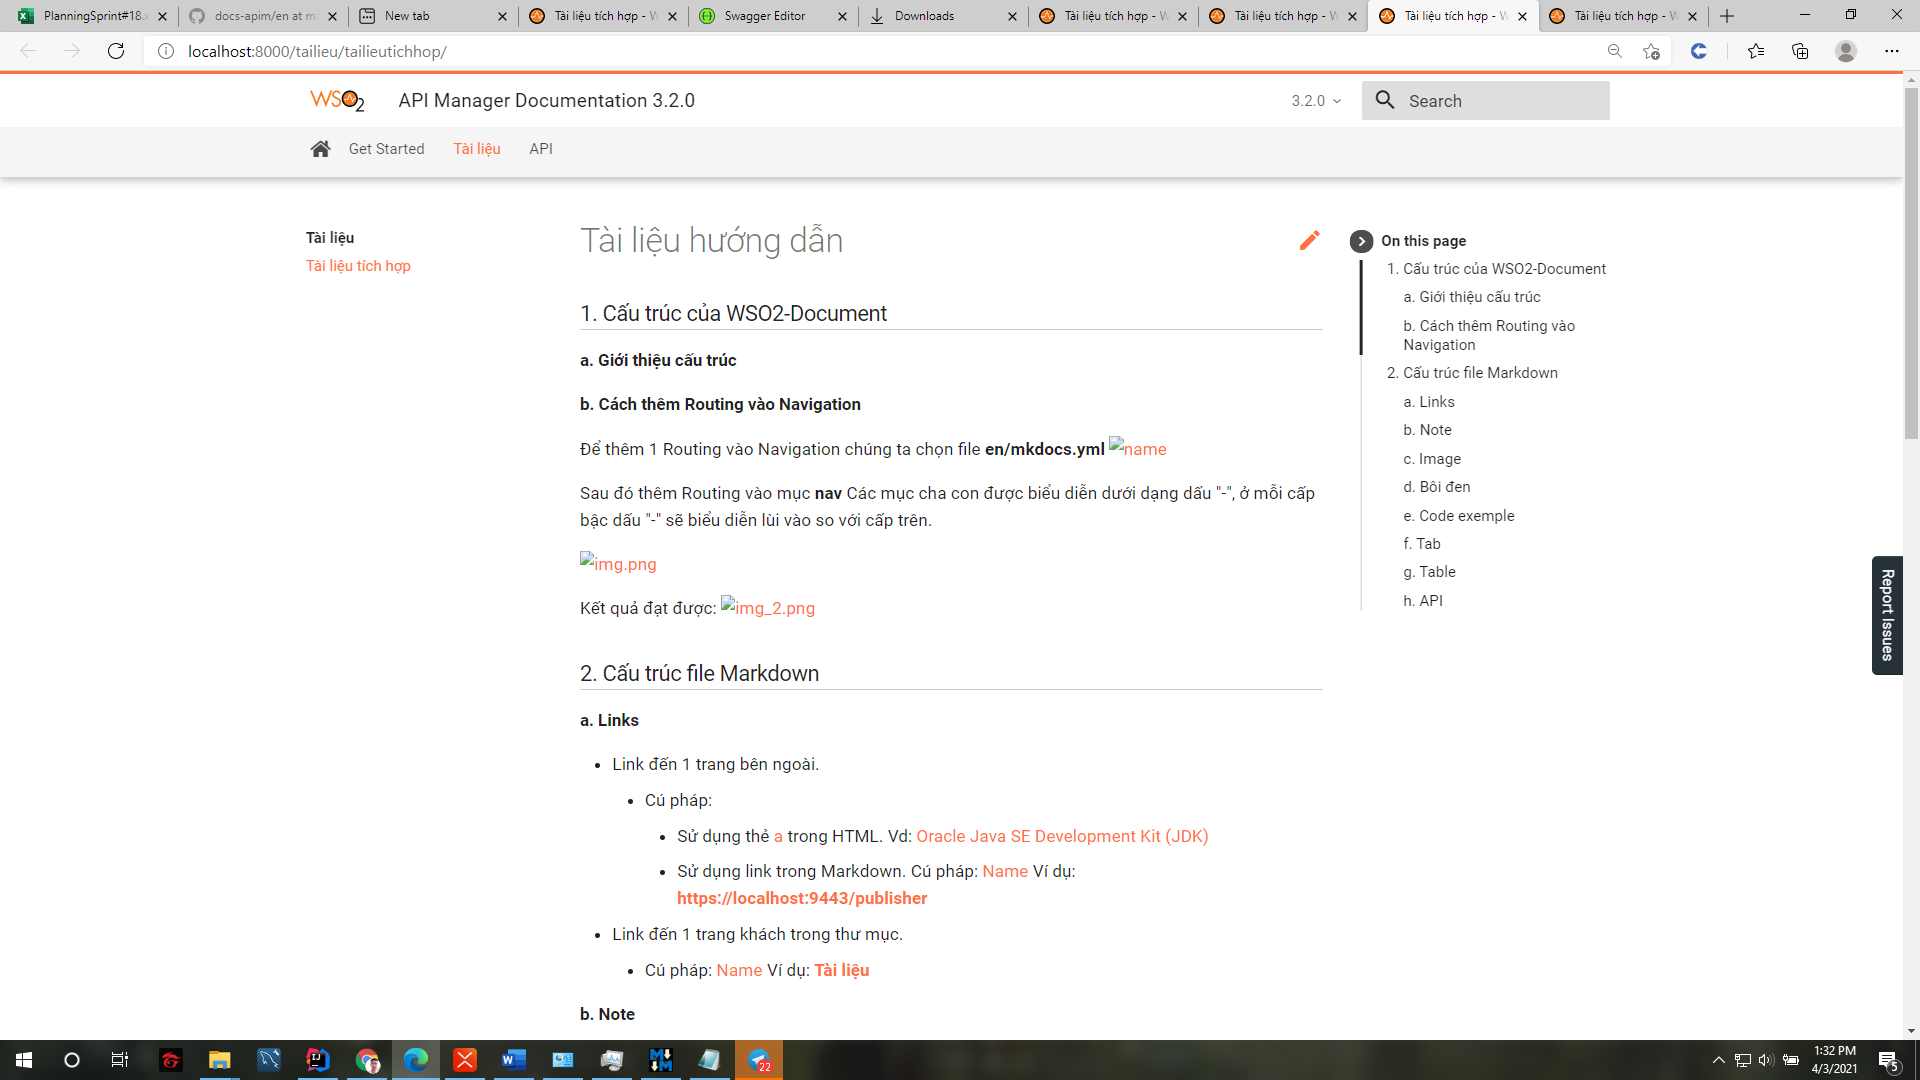 PlanningSprint#18.x
docs-apim/en at m
New tab
Tài liệu tích hợp - W
Swagger Editor
Downloads
Tài liệu tích hợp - W
Tài liệu tích hợp - W
Tài liệu tích hợp - W
Tài liệu tích hợp - W
localhost:8000/tailieu/tailieutichhop/
WSO2
API Manager Documentation 3.2.0
3.2.0
Search
Get Started
Tài liệu
API
Tài liệu
Tài liệu tích hợp
Tài liệu hướng dẫn
1. Cấu trúc của WSO2-Document
a. Giới thiệu cấu trúc
b. Cách thêm Routing vào Navigation
Để thêm 1 Routing vào Navigation chúng ta chọn file en/mkdocs.yml name
Sau đó thêm Routing vào mục nav Các mục cha con được biểu diễn dưới dạng dấu "-", ở mỗi cấp
bậc dấu "-" sẽ biểu diễn lùi vào so với cấp trên.
img.png
Kết quả đạt được: img_2.png
2. Cấu trúc file Markdown
a. Links
• Link đến 1 trang bên ngoài.
• Cú pháp:
• Sử dụng thẻ a trong HTML. Vd: Oracle Java SE Development Kit (JDK)
• Sử dụng link trong Markdown. Cú pháp: Name Ví dụ:
https://localhost:9443/publisher
• Link đến 1 trang khách trong thư mục.
• Cú pháp: Name Ví dụ: Tài liệu
b. Note
On this page
1. Cấu trúc của WSO2-Document
a. Giới thiệu cấu trúc
b. Cách thêm Routing vào
Navigation
2. Cấu trúc file Markdown
a. Links
b. Note
c. Image
d. Bôi đen
e. Code exemple
f. Tab
g. Table
h. API
Report Issues
22
1:32 PM
4/3/2021
5